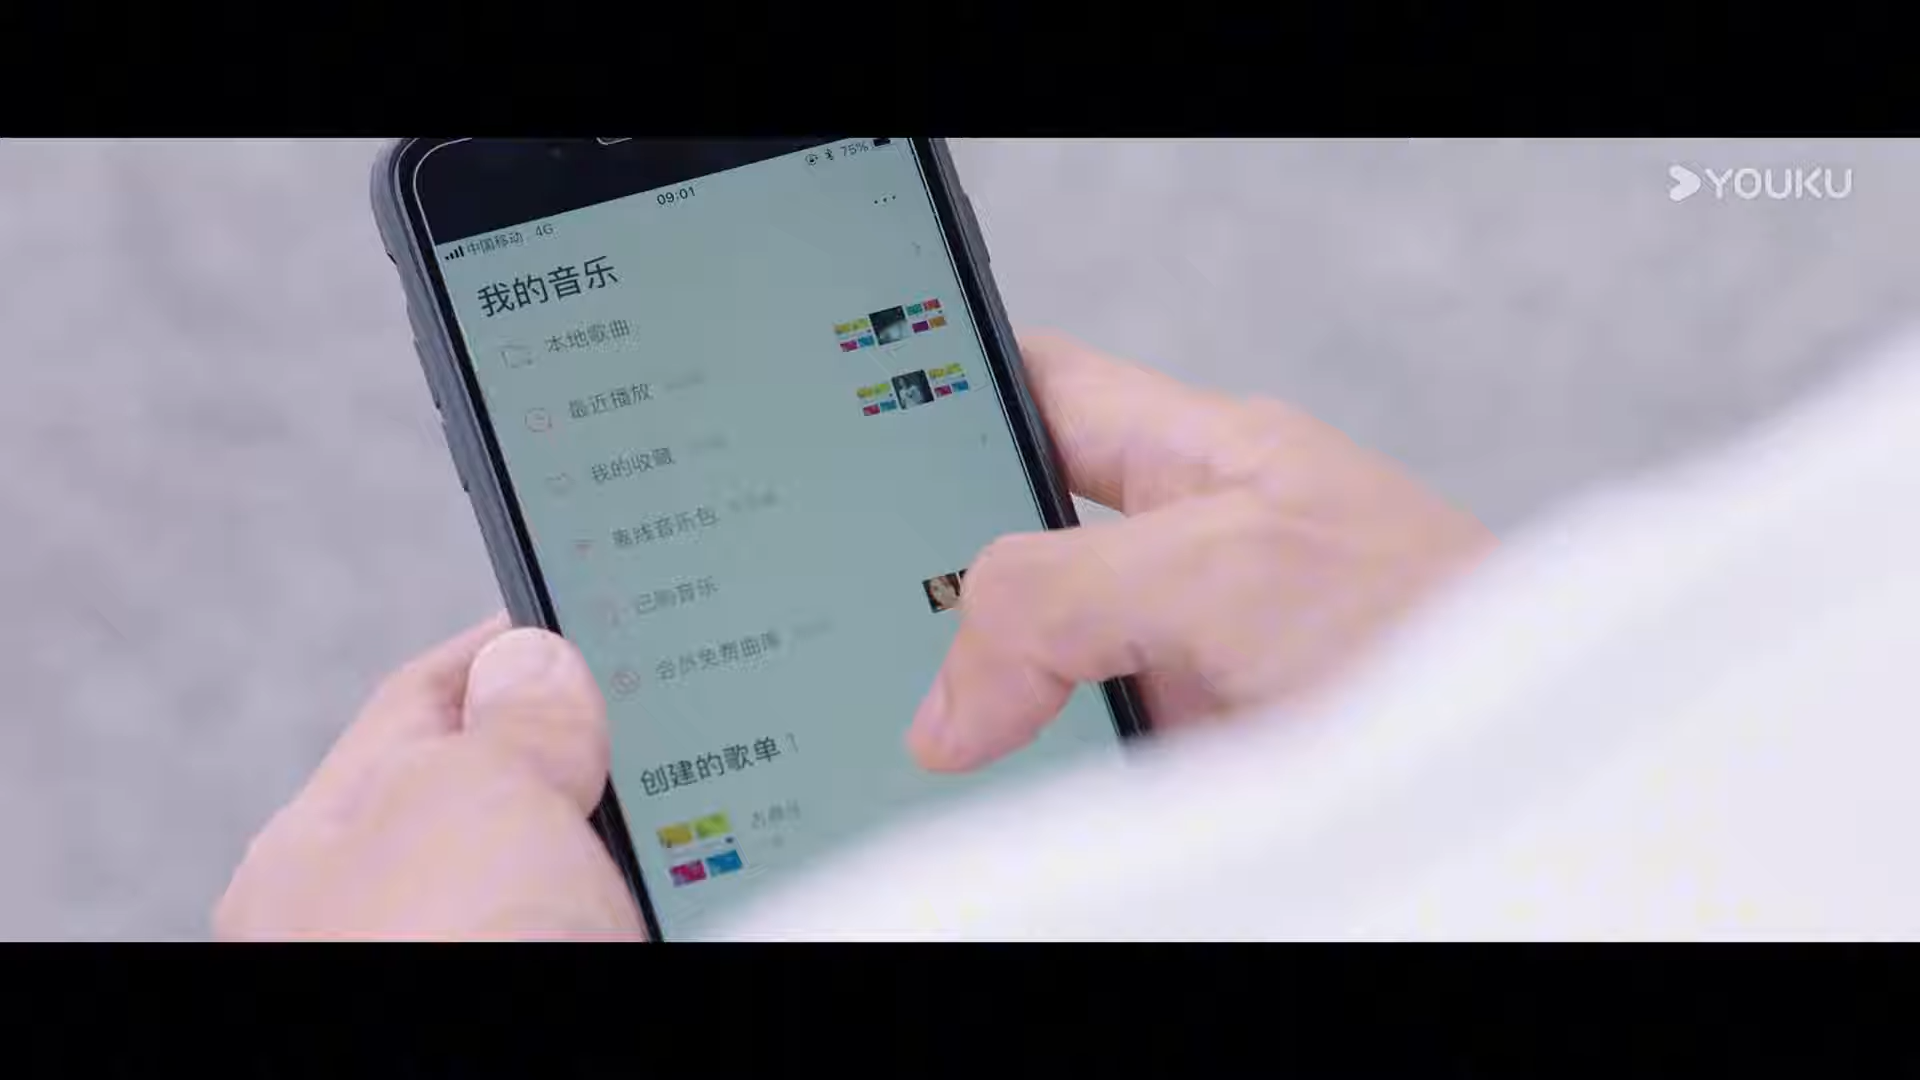 YOUKU
09:01
75%
中国移动 4G
我的音乐
本地歌曲
最近播放
我的收藏
离线音乐包
已购音乐
会员免费曲库
创建的歌单 1